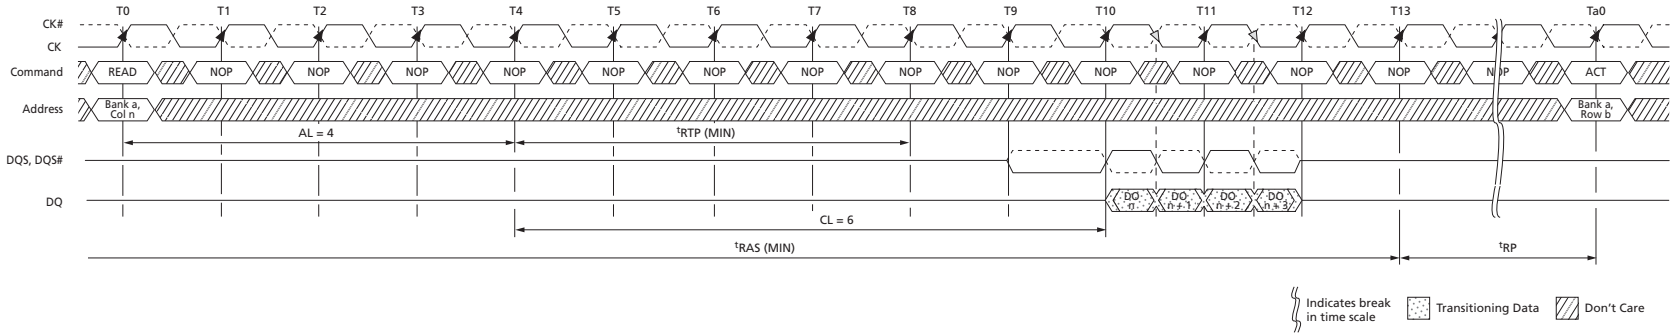 T0 T1 T2 T3 T4 T5 T6 T7 T8 T9 T10 T11 T12 T13 Ta0
CK#
CK
Command READ NOP NOP NOP NOP NOP NOP NOP NOP NOP NOP NOP NOP NOP NOP ACT
Address Bank a, Col n Bank a, Row b
AL = 4 tRTP (MIN)
DQS, DQS#
DQ DO n DO n + 1 DO n + 2 DO n + 3
CL = 6
tRAS (MIN) tRP
Indicates break in time scale Transitioning Data Don't Care